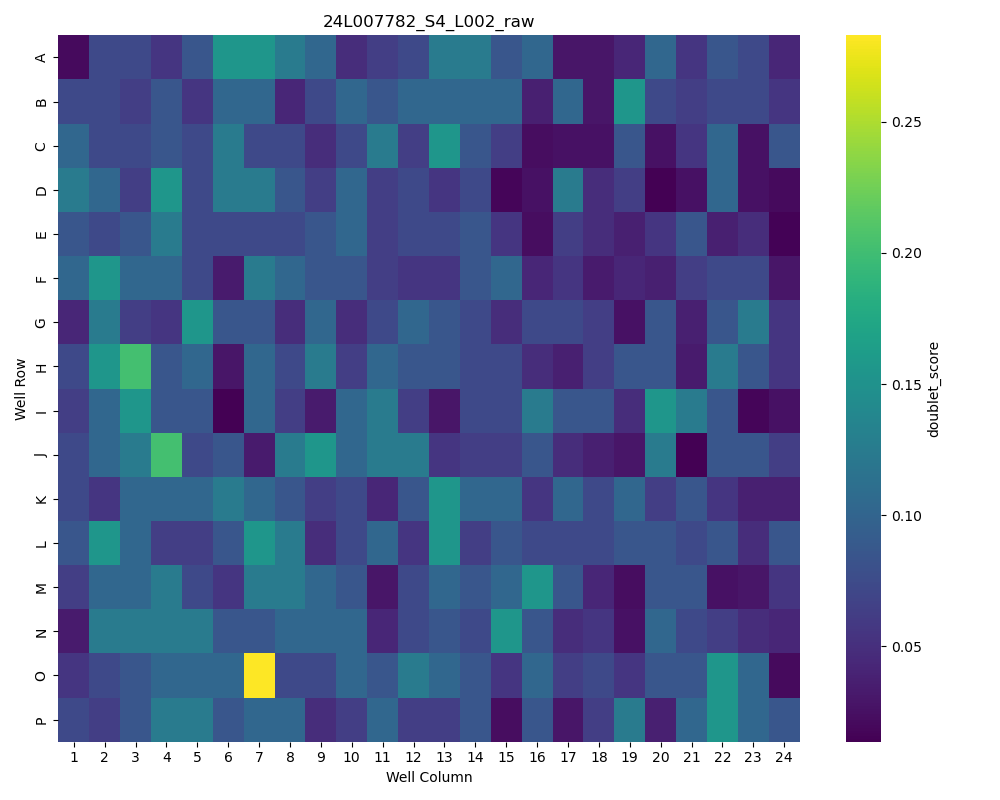 24L007782_S4_L002_raw
A
B
C
D
E
F
G
H
I
J
K
L
M
N
O
P
Well Row
1 2 3 4 5 6 7 8 9 10 11 12 13 14 15 16 17 18 19 20 21 22 23 24
Well Column
0.25
0.20
0.15
0.10
0.05
doublet_score